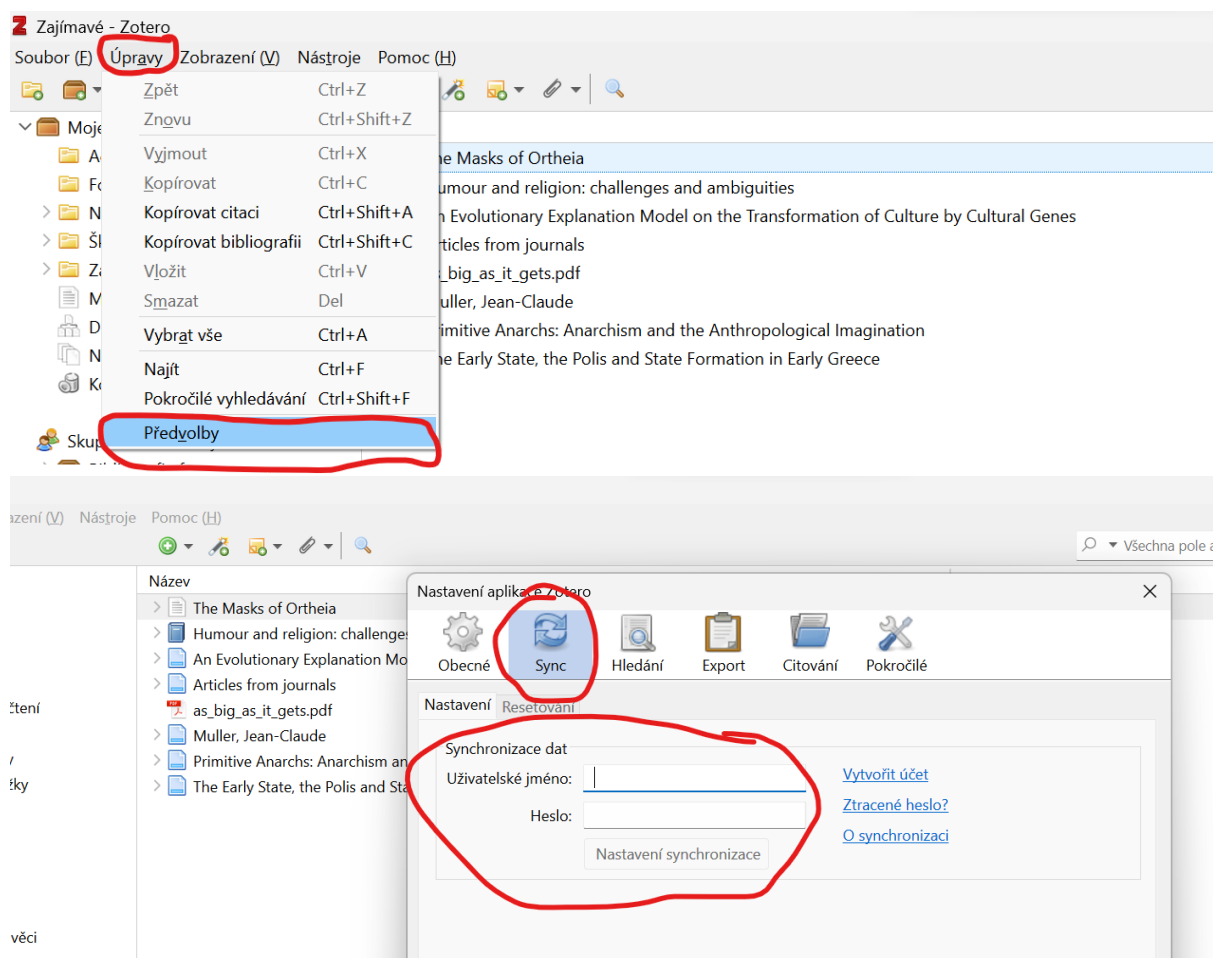 Zajímavé - Zotero
Soubor (F) Úpravy Zobrazení (V) Nástroje Pomoc (H)
Zpět Ctrl+Z
Znovu Ctrl+Shift+Z
Vyjmout Ctrl+X
Kopírovat Ctrl+C
Kopírovat citaci Ctrl+Shift+A
Kopírovat bibliografii Ctrl+Shift+C
Vložit Ctrl+V
Smazat Del
Vybrat vše Ctrl+A
Najít Ctrl+F
Pokročilé vyhledávání Ctrl+Shift+F
Předvolby
Moje
Skup
he Masks of Ortheia
umour and religion: challenges and ambiguities
n Evolutionary Explanation Model on the Transformation of Culture by Cultural Genes
rticles from journals
s_big_as_it_gets.pdf
uller, Jean-Claude
rimitive Anarchs: Anarchism and the Anthropological Imagination
he Early State, the Polis and State Formation in Early Greece
azení (V) Nástroje Pomoc (H)
Všechna pole a
Název
The Masks of Ortheia
Humour and religion: challenges
An Evolutionary Explanation Mo
Articles from journals
as_big_as_it_gets.pdf
Muller, Jean-Claude
Primitive Anarchs: Anarchism an
The Early State, the Polis and Sta
čtení
žky
věci
Nastavení aplikace Zotero
Obecné Sync Hledání Export Citování Pokročilé
Nastavení Resetování
Synchronizace dat
Uživatelské jméno: Vytvořit účet
Heslo: Ztracené heslo?
Nastavení synchronizace O synchronizaci